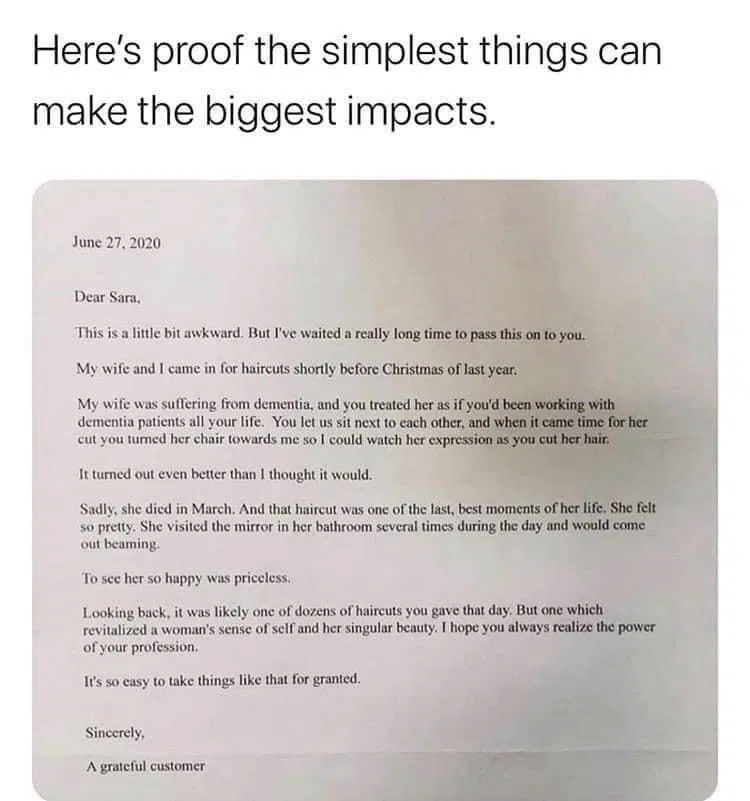 Here's proof the simplest things can
make the biggest impacts.
June 27, 2020
Dear Sara,
This is a little bit awkward. But I've waited a really long time to pass this on to you.
My wife and I came in for haircuts shortly before Christmas of last year.
My wife was suffering from dementia, and you treated her as if you'd been working with
dementia patients all your life. You let us sit next to each other, and when it came time for her
cut you turned her chair towards me so I could watch her expression as you cut her hair.
It turned out even better than I thought it would.
Sadly, she died in March. And that haircut was one of the last, best moments of her life. She felt
so pretty. She visited the mirror in her bathroom several times during the day and would come
out beaming.
To see her so happy was priceless.
Looking back, it was likely one of dozens of haircuts you gave that day. But one which
revitalized a woman's sense of self and her singular beauty. I hope you always realize the power
of your profession.
It's so easy to take things like that for granted.
Sincerely,
A grateful customer